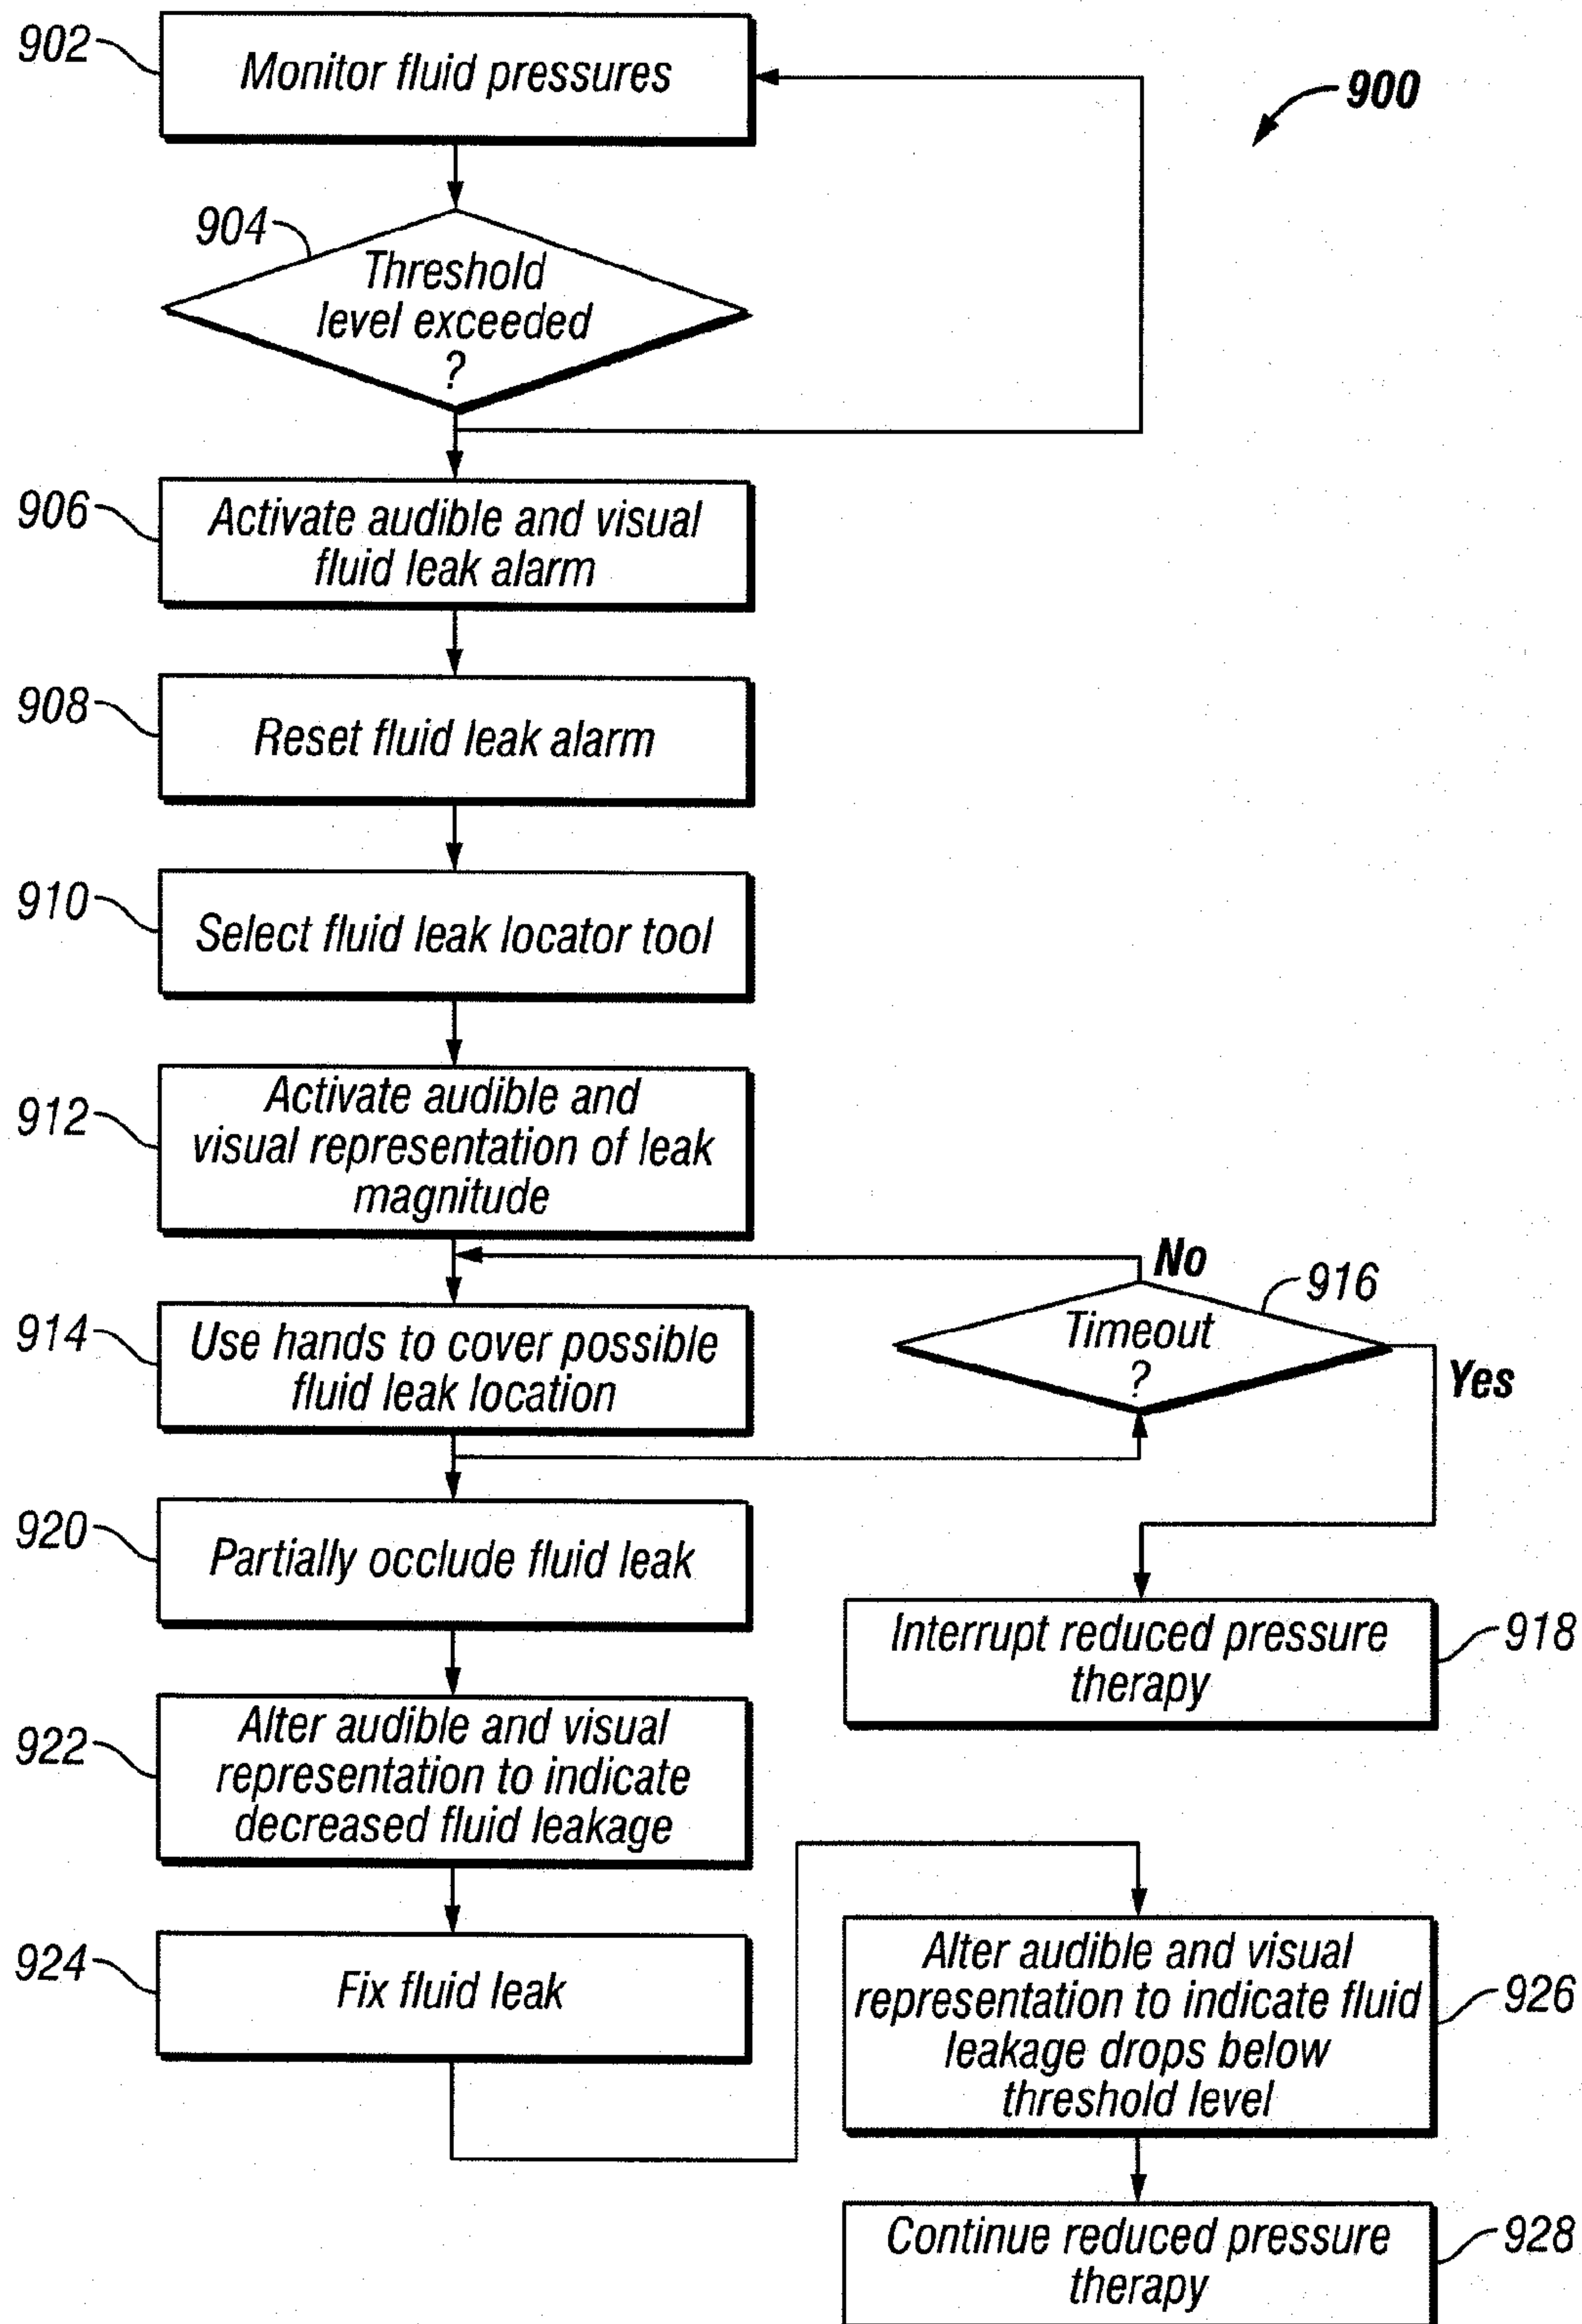 902
Monitor fluid pressures
900
904
Threshold
level exceeded
?
906
Activate audible and visual
fluid leak alarm
908
Reset fluid leak alarm
910
Select fluid leak locator tool
912
Activate audible and
visual representation of leak
magnitude
No
916
Timeout
?
Yes
914
Use hands to cover possible
fluid leak location
920
Partially occlude fluid leak
Interrupt reduced pressure
therapy
918
922
Alter audible and visual
representation to indicate
decreased fluid leakage
924
Fix fluid leak
Alter audible and visual
representation to indicate fluid
leakage drops below
threshold level
926
Continue reduced pressure
therapy
928